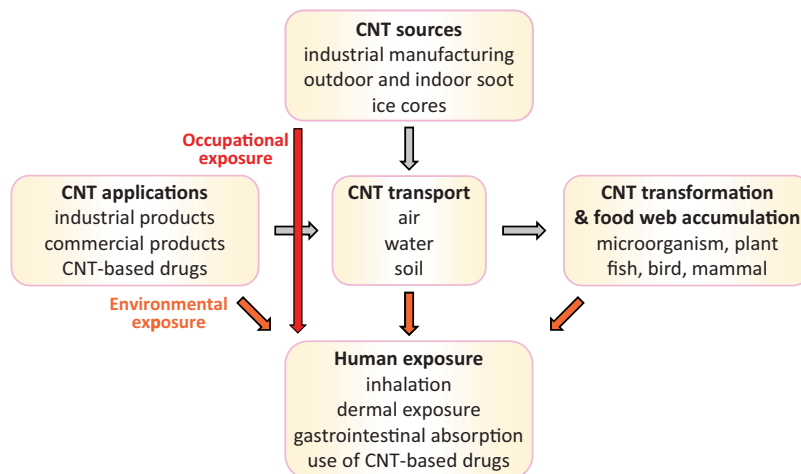 CNT sources
industrial manufacturing
outdoor and indoor soot
ice cores
Occupational
exposure
CNT applications
industrial products
commercial products
CNT-based drugs
CNT transport
air
water
soil
CNT transformation
& food web accumulation
microorganism, plant
fish, bird, mammal
Environmental
exposure
Human exposure
inhalation
dermal exposure
gastrointestinal absorption
use of CNT-based drugs